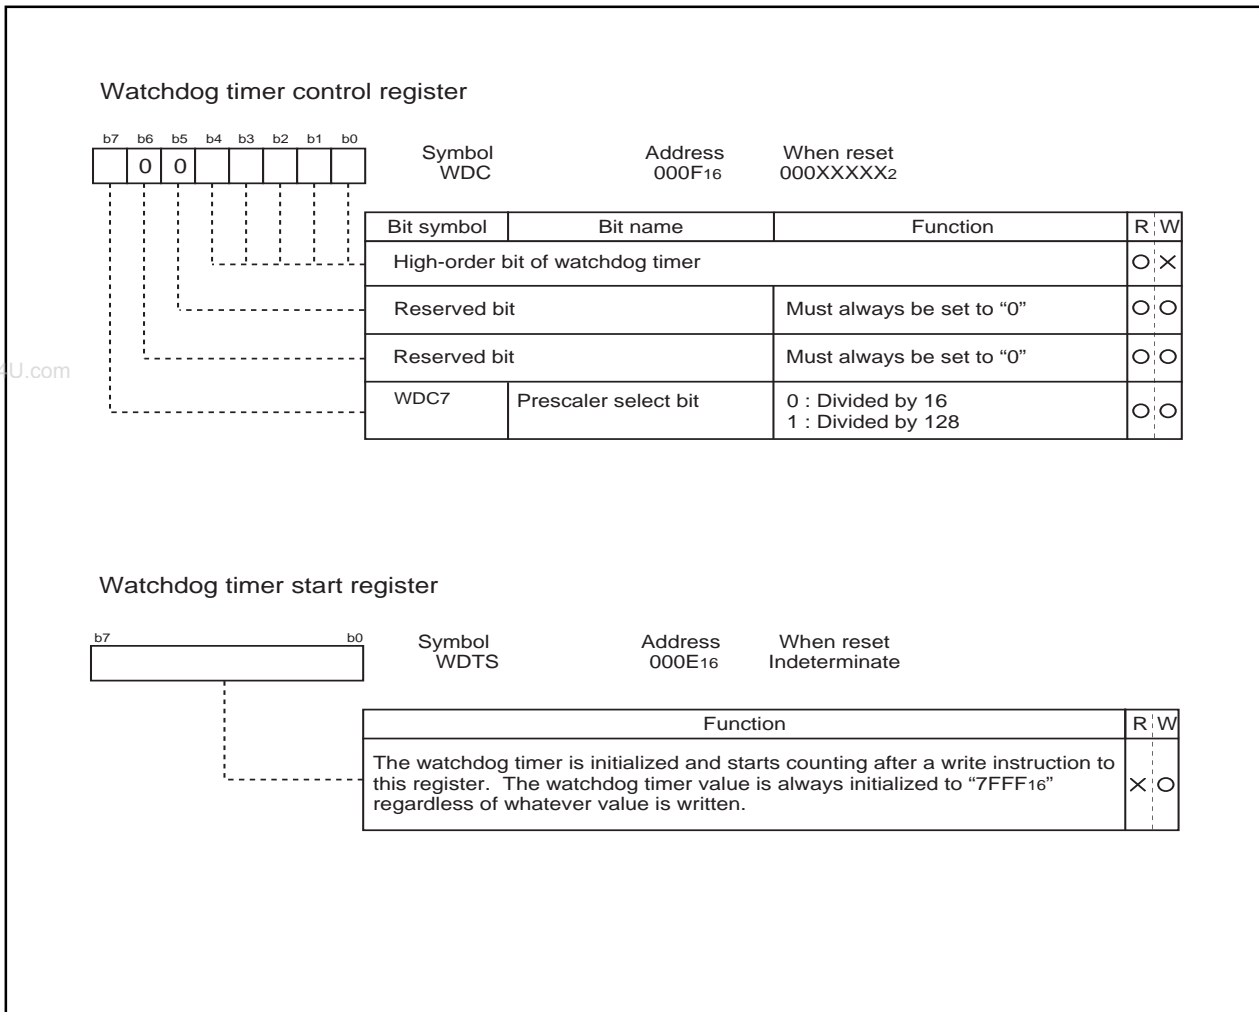 Watchdog timer control register
b7 b6 b5 b4 b3 b2 b1 b0
0 0
Symbol Address When reset
WDC 000F16 000XXXXX2
Bit symbol Bit name Function R W
High-order bit of watchdog timer O X
Reserved bit Must always be set to “0” O O
4U.com
Reserved bit Must always be set to “0” O O
WDC7 Prescaler select bit 0 : Divided by 16 O O
1 : Divided by 128
Watchdog timer start register
b7 b0
Symbol Address When reset
WDTS 000E16 Indeterminate
Function R W
The watchdog timer is initialized and starts counting after a write instruction to
this register. The watchdog timer value is always initialized to “7FFF16” X O
regardless of whatever value is written.